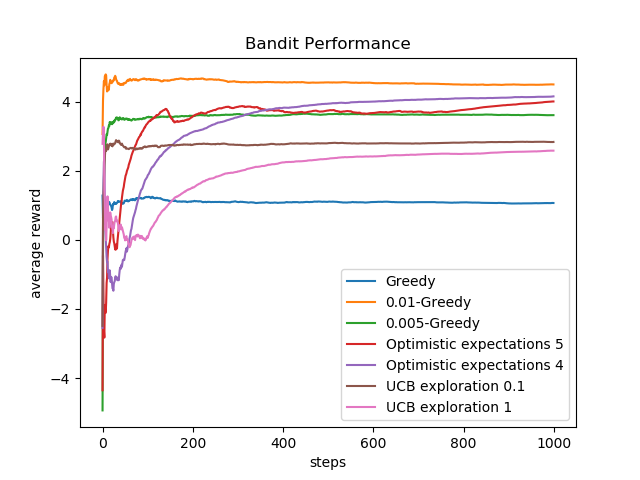 Bandit Performance
average reward
4
2
0
−2
−4
Greedy
0.01-Greedy
0.005-Greedy
Optimistic expectations 5
Optimistic expectations 4
UCB exploration 0.1
UCB exploration 1
0 200 400 600 800 1000
steps